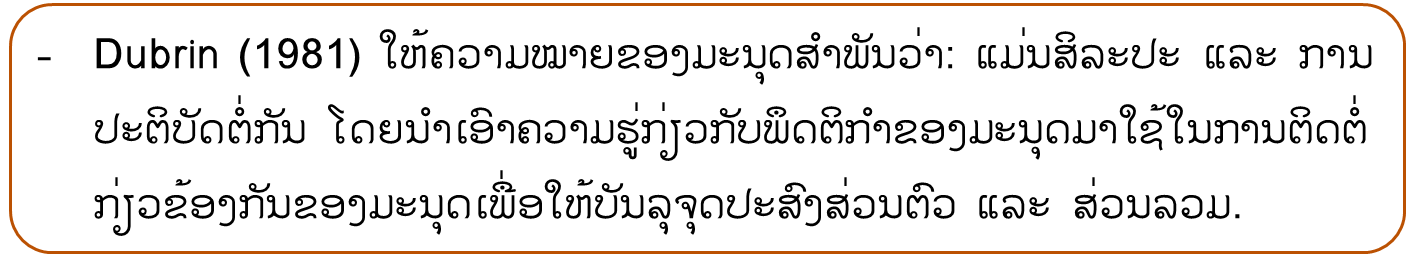 - Dubrin (1981) ໃຫ້ຄວາມໝາຍຂອງມະນຸດສຳພັນວ່າ: ແມ່ນສິລະປະ ແລະ ການ
ປະຕິບັດຕໍ່ກັນ ໂດຍນຳເອົາຄວາມຮູ່ກ່ຽວກັບພຶດຕິກຳຂອງມະນຸດມາໃຊ້ໃນການຕິດຕໍ່
ກ່ຽວຂ້ອງກັນຂອງມະນຸດເພື່ອໃຫ້ບັນລຸຈຸດປະສົງສ່ວນຕົວ ແລະ ສ່ວນລວມ.